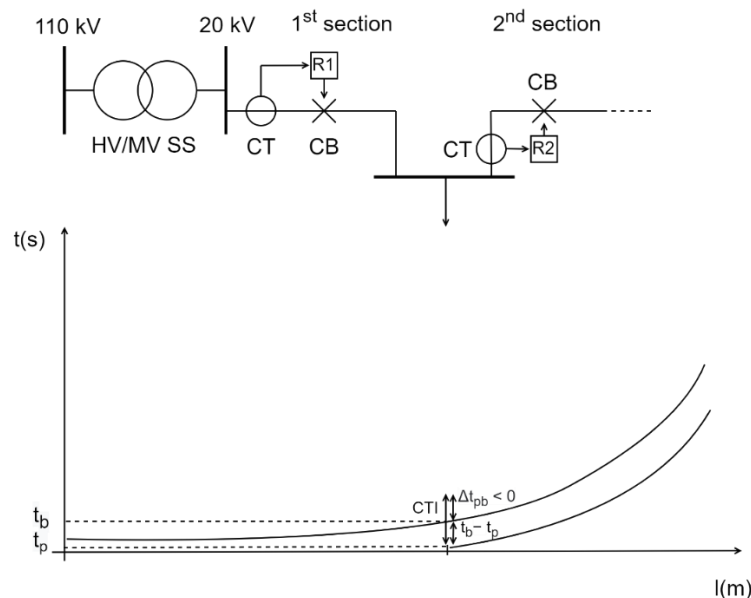 110 kV
20 kV
1st section
2nd section
R1
CB
HV/MV SS
CT
CB
CT
R2
t(s)
CTI
Δtpb < 0
tb
tb − tp
tp
l(m)